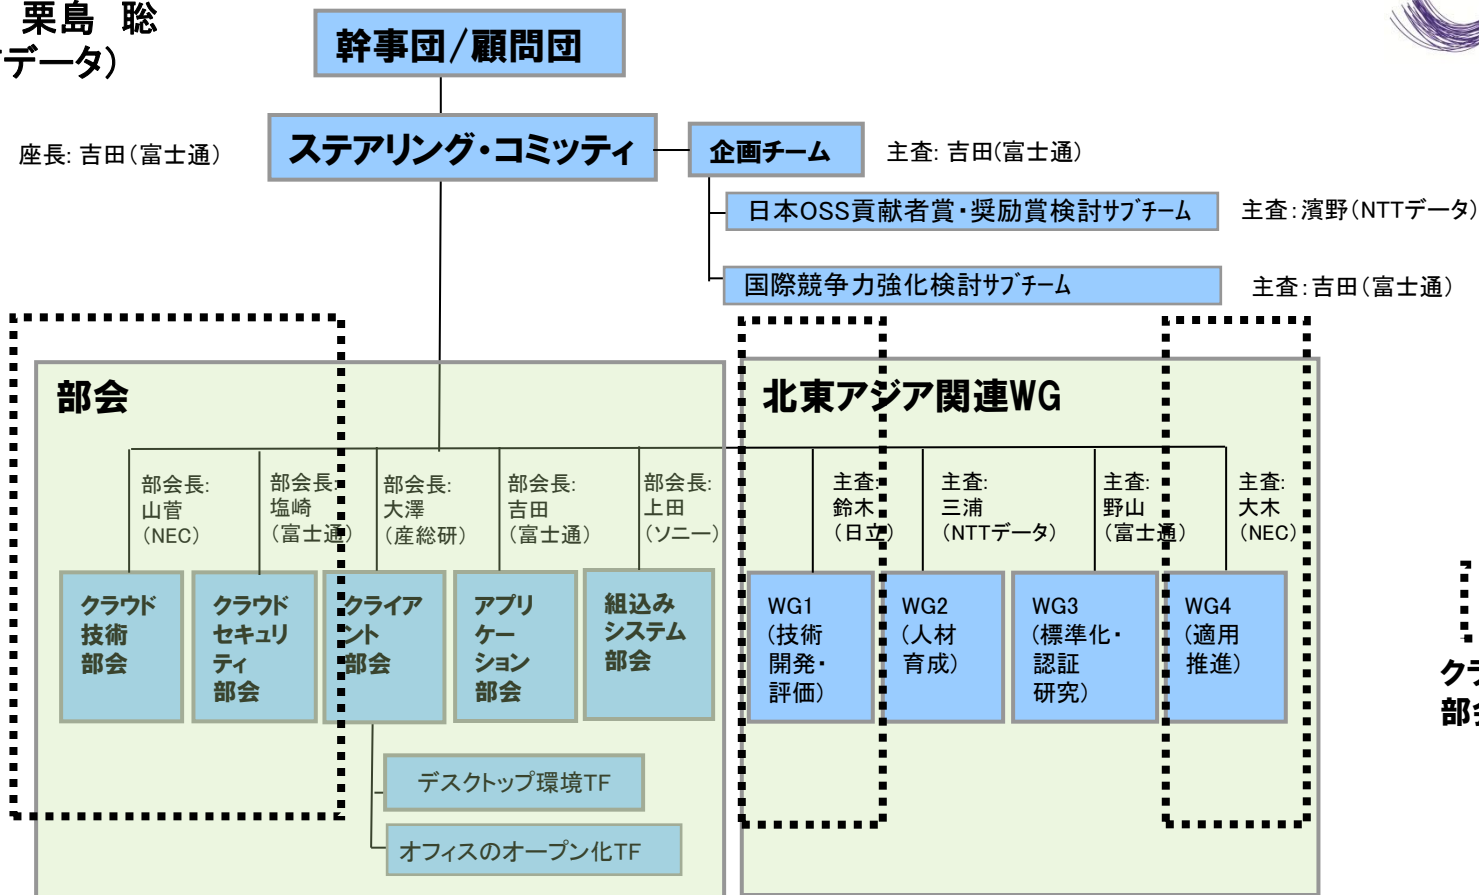 栗島 聡
データ）
幹事団/顧問団
座長: 吉田（富士通）
ステアリング・コミッティ
企画チーム
主査: 吉田(富士通)
日本OSS貢献者賞・奨励賞検討ｻﾌﾞﾁｰﾑ
主査：濱野（NTTデータ）
国際競争力強化検討ｻﾌﾞﾁｰﾑ
主査：吉田（富士通）
部会
部会長:
山菅
（NEC）
部会長:
塩崎
（富士通）
部会長:
大澤
（産総研）
部会長:
吉田
（富士通）
部会長:
上田
（ソニー）
クラウド
技術
部会
クラウド
セキュリ
ティ
部会
クライア
ント
部会
アプリ
ケー
ション
部会
組込み
システム
部会
デスクトップ環境TF
オフィスのオープン化TF
北東アジア関連WG
主査:
鈴木
（日立）
主査:
三浦
（NTTデータ）
主査:
野山
（富士通）
主査:
大木
（NEC）
WG1
（技術
開発・
評価）
WG2
（人材
育成）
WG3
（標準化・
認証
研究）
WG4
（適用
推進）
クラ
部会